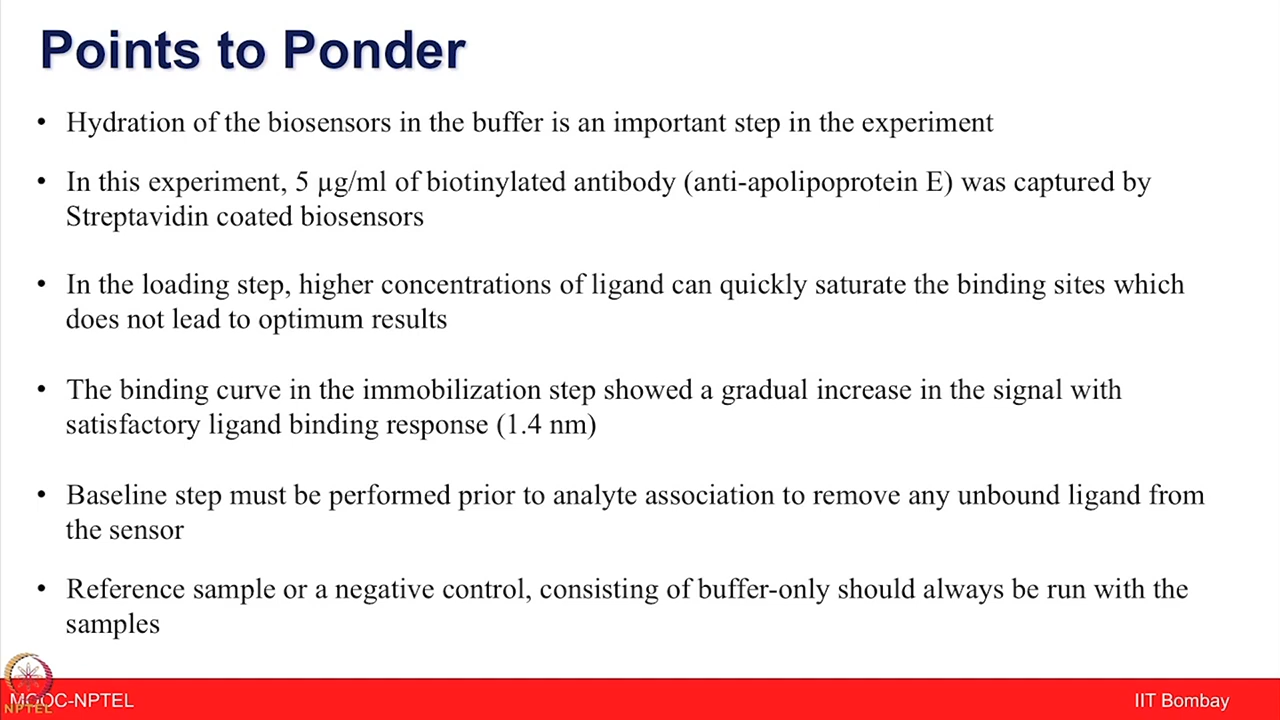 Points to Ponder
• Hydration of the biosensors in the buffer is an important step in the experiment
• In this experiment, 5 µg/ml of biotinylated antibody (anti-apolipoprotein E) was captured by
Streptavidin coated biosensors
• In the loading step, higher concentrations of ligand can quickly saturate the binding sites which
does not lead to optimum results
• The binding curve in the immobilization step showed a gradual increase in the signal with
satisfactory ligand binding response (1.4 nm)
• Baseline step must be performed prior to analyte association to remove any unbound ligand from
the sensor
• Reference sample or a negative control, consisting of buffer-only should always be run with the
samples
MOOC-NPTEL
NPTEL
IIT Bombay